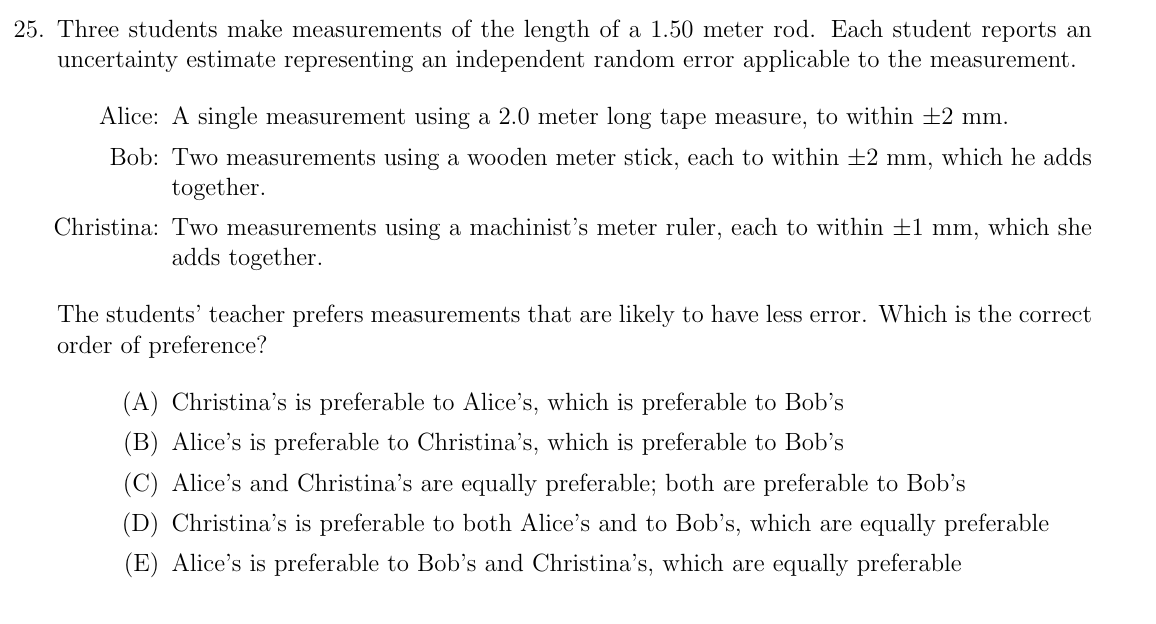 25. Three students make measurements of the length of a 1.50 meter rod. Each student reports an
uncertainty estimate representing an independent random error applicable to the measurement.
Alice: A single measurement using a 2.0 meter long tape measure, to within ±2 mm.
Bob: Two measurements using a wooden meter stick, each to within ±2 mm, which he adds
together.
Christina: Two measurements using a machinist's meter ruler, each to within ±1 mm, which she
adds together.
The students' teacher prefers measurements that are likely to have less error. Which is the correct
order of preference?
(A) Christina's is preferable to Alice's, which is preferable to Bob's
(B) Alice's is preferable to Christina's, which is preferable to Bob's
(C) Alice's and Christina's are equally preferable; both are preferable to Bob's
(D) Christina's is preferable to both Alice's and to Bob's, which are equally preferable
(E) Alice's is preferable to Bob's and Christina's, which are equally preferable